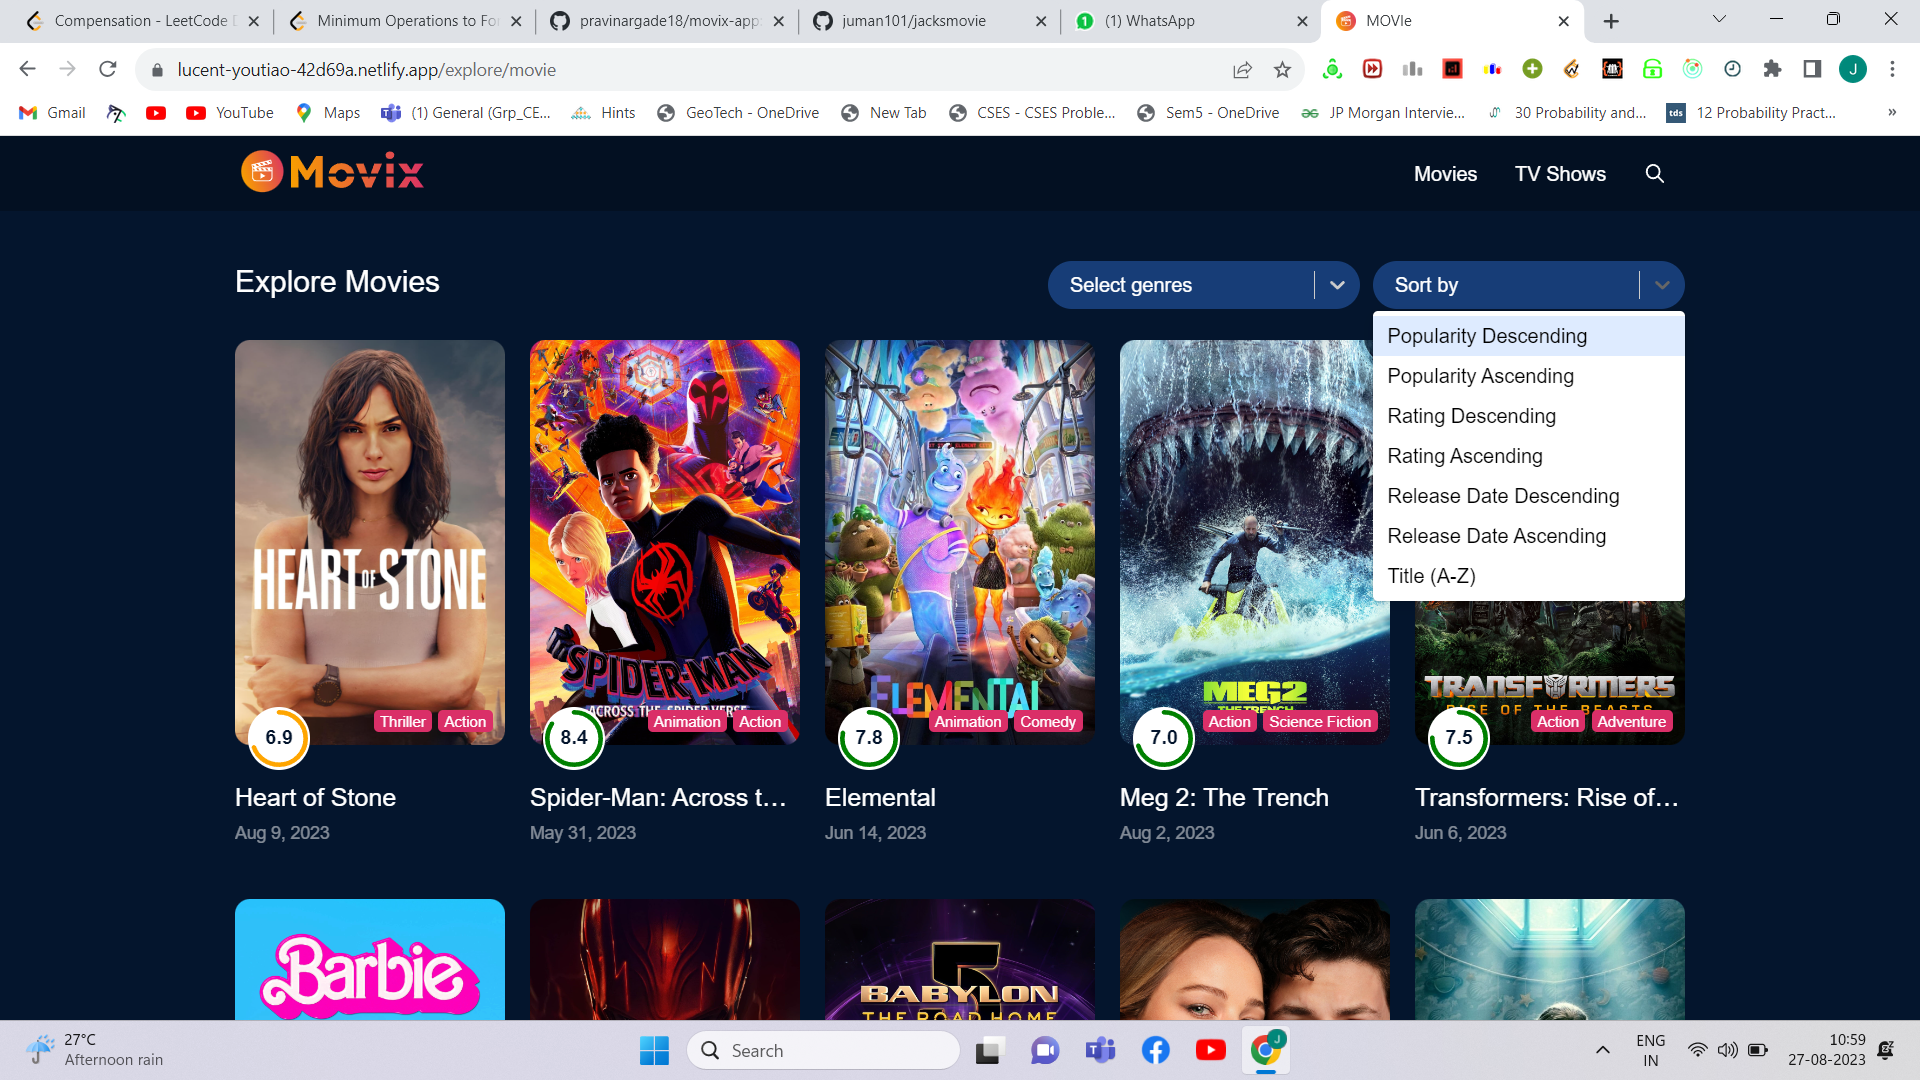 Compensation - LeetCode D
Minimum Operations to For
pravinargade18/movix-app:
juman101/jacksmovie
(1) WhatsApp
MOVIe
lucent-youtiao-42d69a.netlify.app/explore/movie
J
Gmail
YouTube
Maps
(1) General (Grp_CE...
Hints
GeoTech - OneDrive
New Tab
CSES - CSES Proble...
Sem5 - OneDrive
JP Morgan Intervie...
30 Probability and...
tds
12 Probability Pract...
»
Movix
Movies
TV Shows
Explore Movies
Select genres
Sort by
Popularity Descending
Popularity Ascending
Rating Descending
Rating Ascending
Release Date Descending
Release Date Ascending
Title (A-Z)
HEART OF STONE
SPIDER-MAN
ACROSS THE SPIDER-VERSE
ELEMENTAL
MEG 2
THE TRENCH
TRANSFORMERS
RISE OF THE BEASTS
6.9
Thriller
Action
8.4
Animation
Action
7.8
Animation
Comedy
7.0
Action
Science Fiction
7.5
Action
Adventure
Heart of Stone
Spider-Man: Across t...
Elemental
Meg 2: The Trench
Transformers: Rise of...
Aug 9, 2023
May 31, 2023
Jun 14, 2023
Aug 2, 2023
Jun 6, 2023
Barbie
5
BABYLON
THE ROAD HOME
27°C
Afternoon rain
Search
J
ENG
IN
10:59
27-08-2023